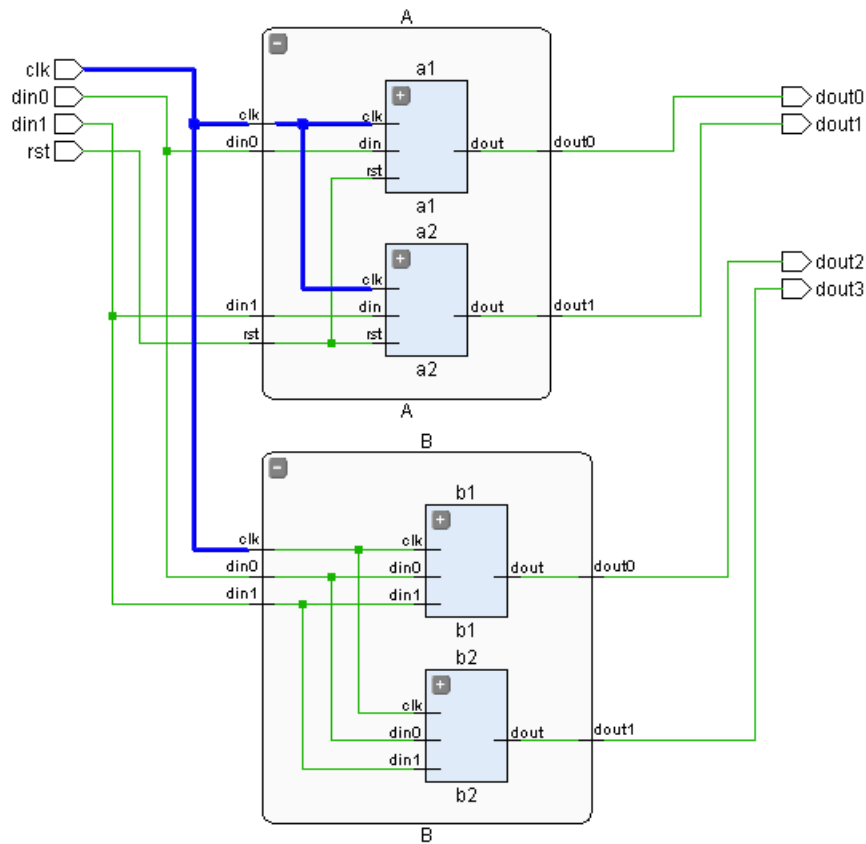 A
clk
din0
din1
rst
a1
clk
clk
din0
din
dout
dout0
rst
a1
a2
clk
din1
din
dout
dout1
rst
rst
a2
A
dout0
dout1
dout2
dout3
B
b1
clk
clk
din0
din0
dout
dout0
din1
din1
b1
b2
clk
din0
dout
dout1
din1
b2
B